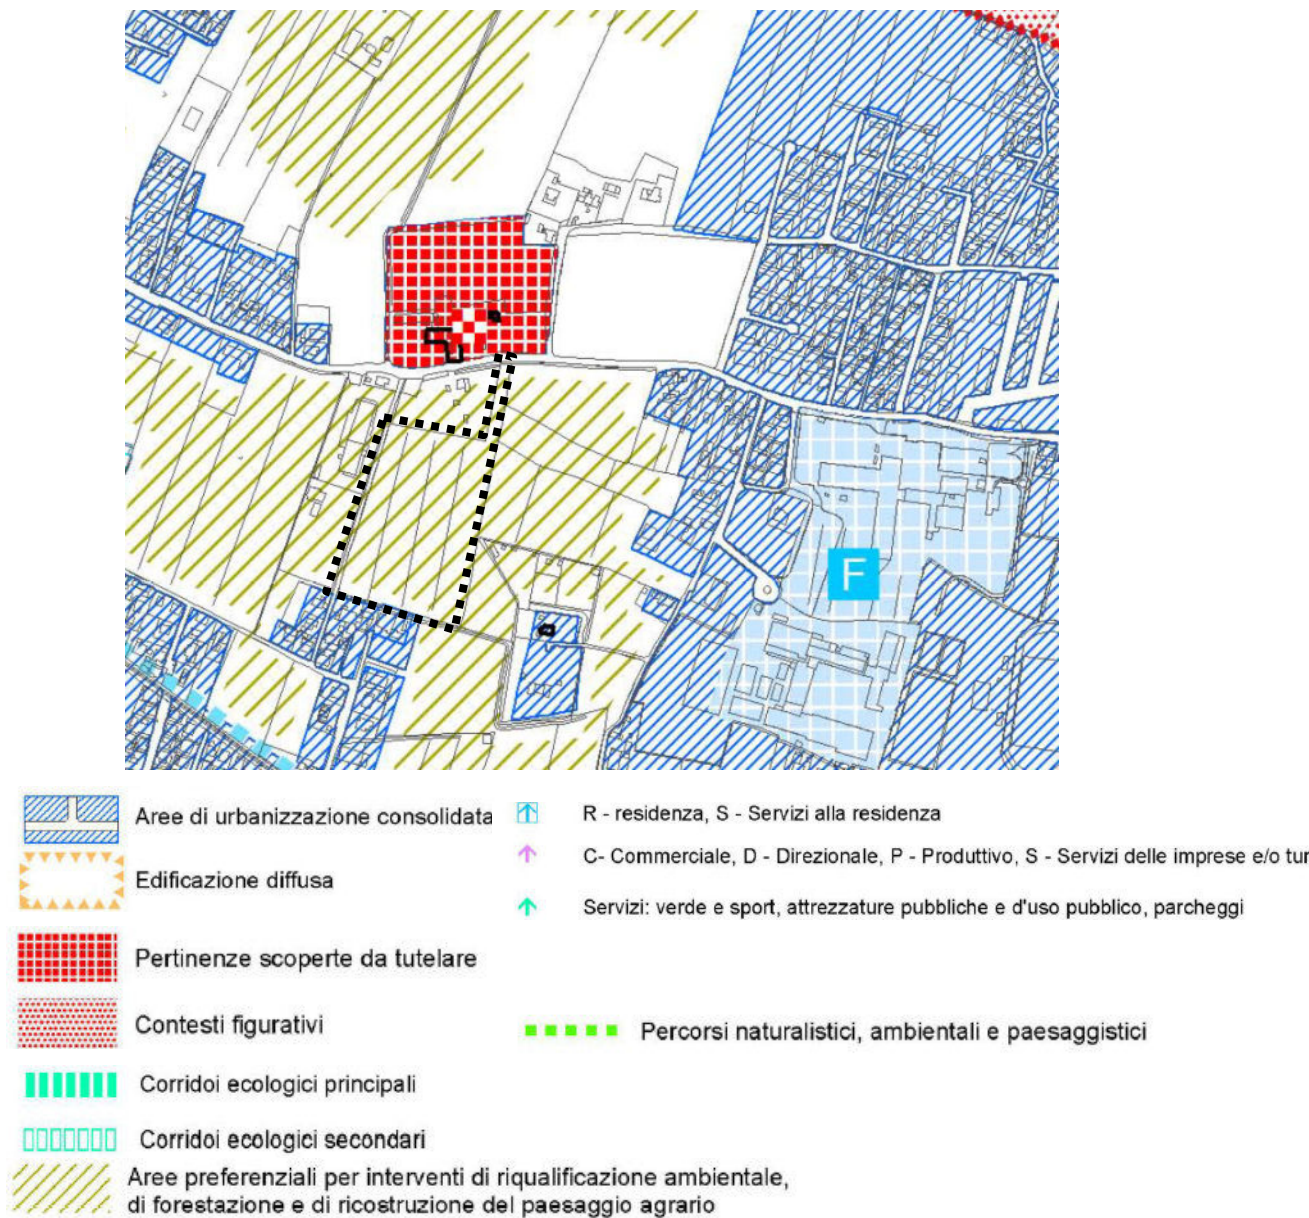 F
Aree di urbanizzazione consolidata
R - residenza, S - Servizi alla residenza
C- Commerciale, D - Direzionale, P - Produttivo, S - Servizi delle imprese e/o tur
Edificazione diffusa
Servizi: verde e sport, attrezzature pubbliche e d'uso pubblico, parcheggi
Pertinenze scoperte da tutelare
Contesti figurativi
Percorsi naturalistici, ambientali e paesaggistici
Corridoi ecologici principali
Corridoi ecologici secondari
Aree preferenziali per interventi di riqualificazione ambientale,
di forestazione e di ricostruzione del paesaggio agrario